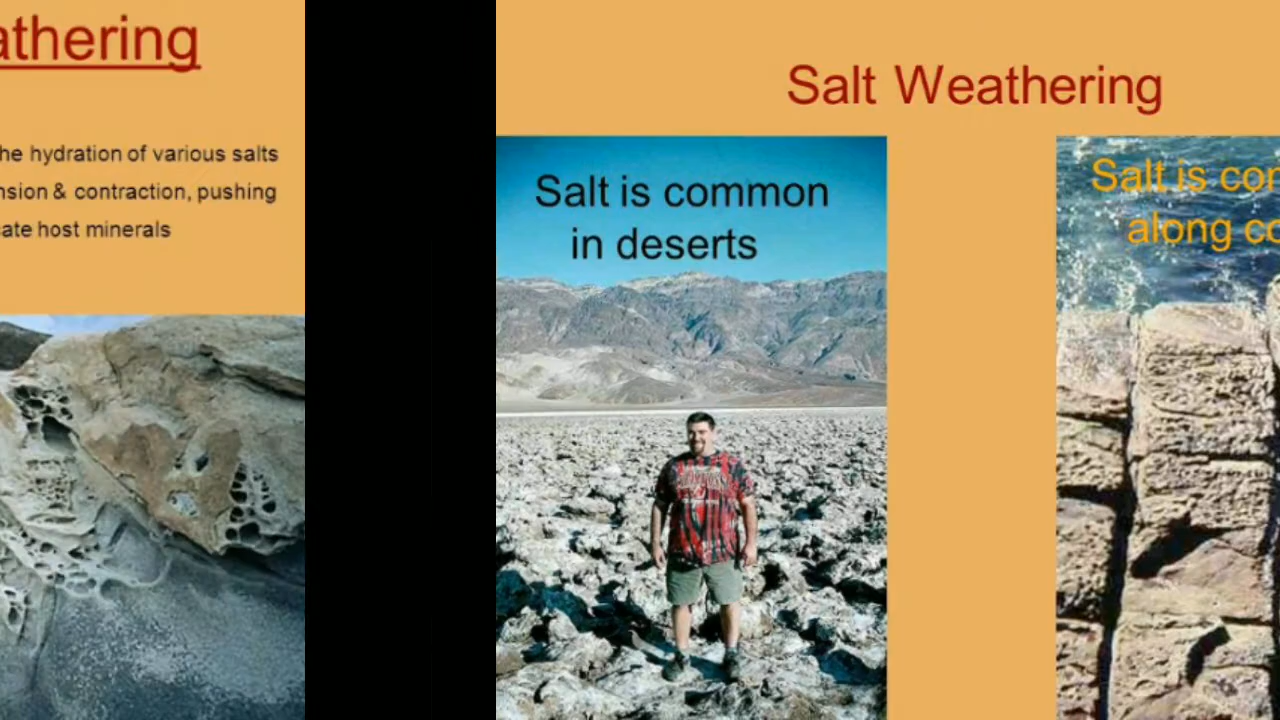 athering
he hydration of various salts
nsion & contraction, pushing
ate host minerals
Salt Weathering
Salt is common
in deserts
Salt is con
along co